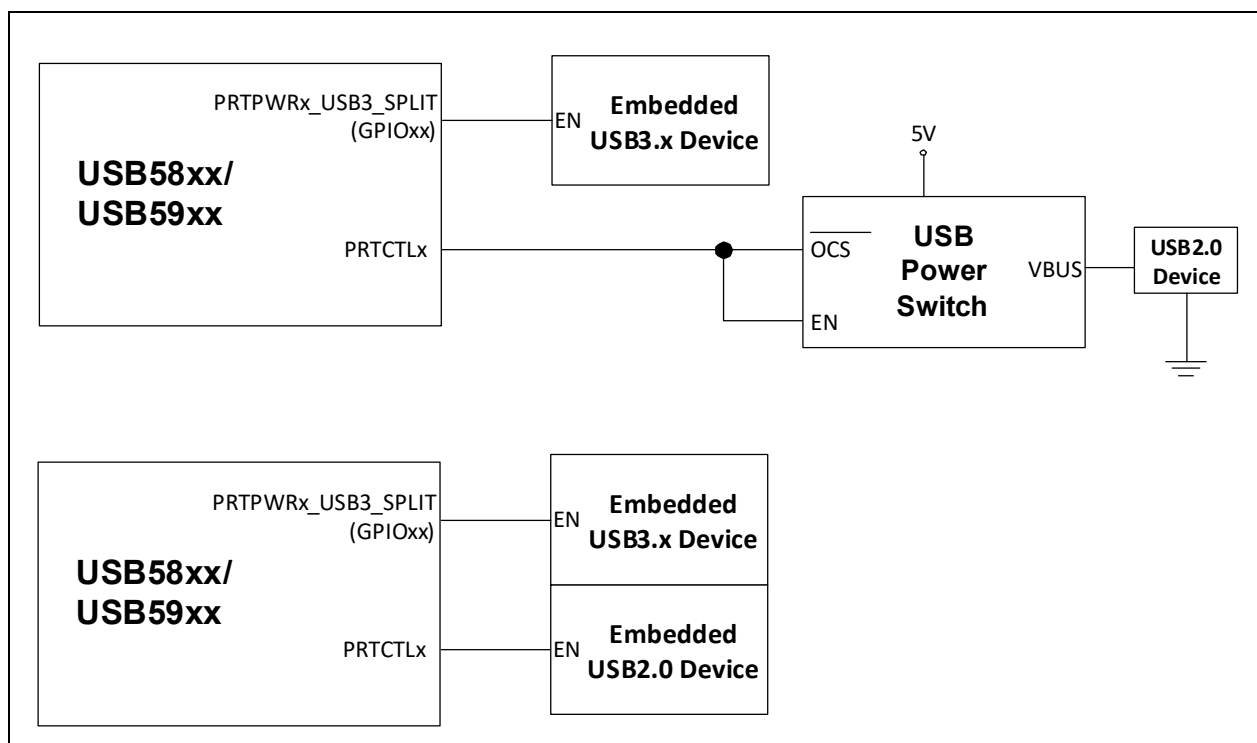 PRTPWRx_USB3_SPLIT
(GPIOxx)
USB58xx/
USB59xx
PRTCTLx
EN
Embedded
USB3.x Device
5V
OCS
EN
USB
Power
Switch
VBUS
USB2.0
Device
PRTPWRx_USB3_SPLIT
(GPIOxx)
USB58xx/
USB59xx
PRTCTLx
EN
Embedded
USB3.x Device
EN
Embedded
USB2.0 Device